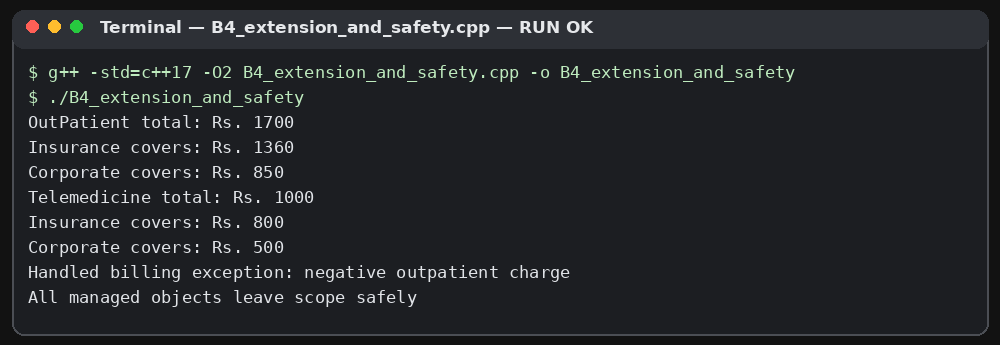 Terminal — B4_extension_and_safety.cpp — RUN OK
$ g++ -std=c++17 -O2 B4_extension_and_safety.cpp -o B4_extension_and_safety
$ ./B4_extension_and_safety
OutPatient total: Rs. 1700
Insurance covers: Rs. 1360
Corporate covers: Rs. 850
Telemedicine total: Rs. 1000
Insurance covers: Rs. 800
Corporate covers: Rs. 500
Handled billing exception: negative outpatient charge
All managed objects leave scope safely